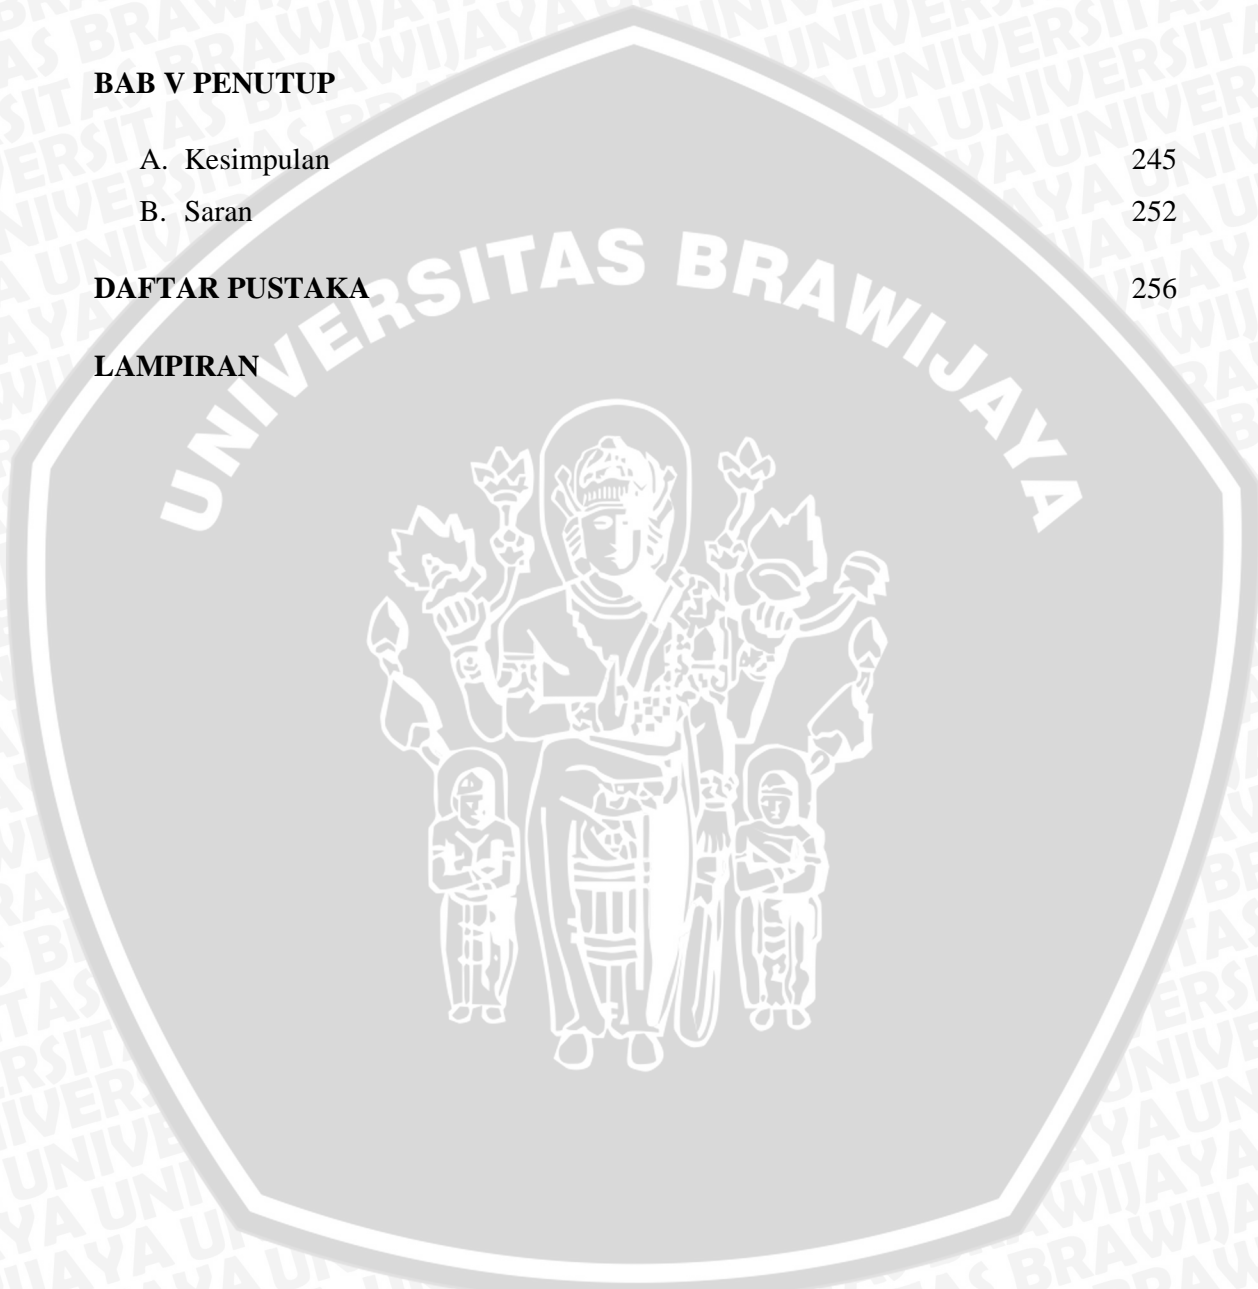 BAB V PENUTUP
A. Kesimpulan 245
B. Saran 252
DAFTAR PUSTAKA 256
LAMPIRAN
UNIVERSITAS BRAWIJAYA